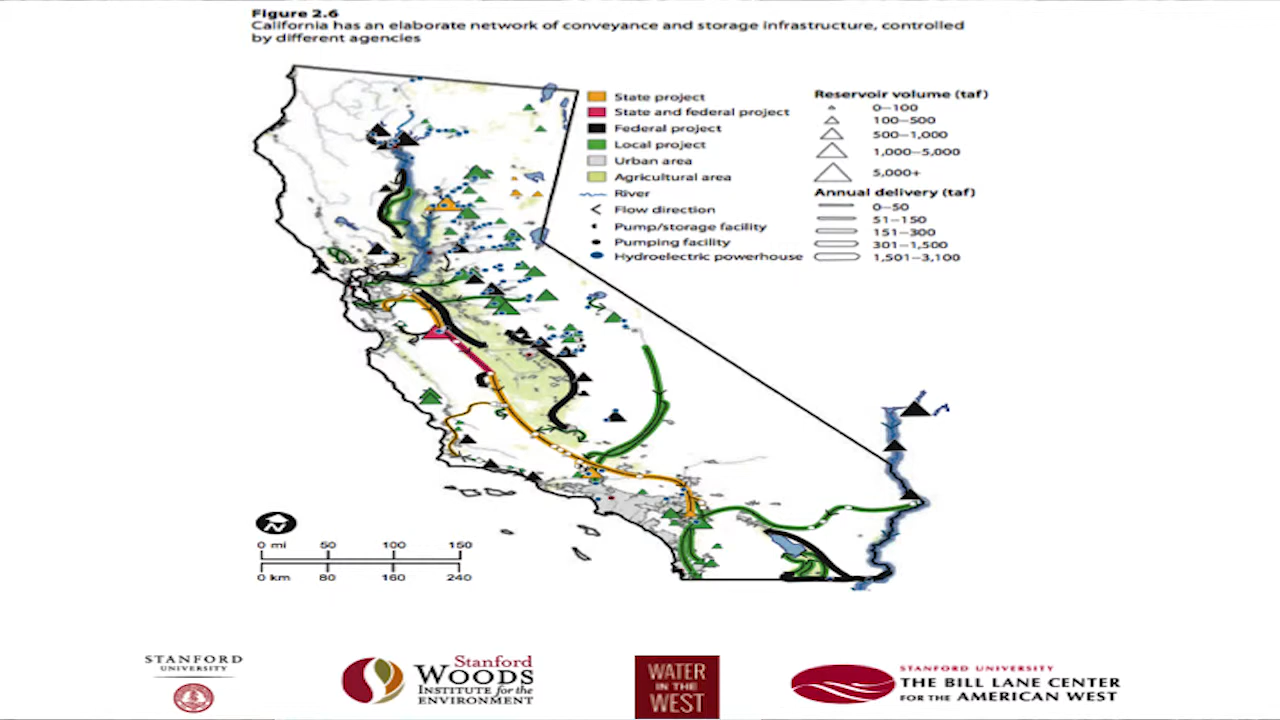 Figure 2.6
California has an elaborate network of conveyance and storage infrastructure, controlled
by different agencies
State project
State and federal project
Federal project
Local project
Urban area
Agricultural area
River
Flow direction
Pump/storage facility
Pumping facility
Hydroelectric powerhouse
Reservoir volume (taf)
0–100
100–500
500–1,000
1,000–5,000
5,000+
Annual delivery (taf)
0–50
51–150
151–300
301–1,500
1,501–3,100
N
0 mi 50 100 150
0 km 80 160 240
STANFORD
UNIVERSITY
Stanford
WOODS
INSTITUTE for the
ENVIRONMENT
WATER
IN THE
WEST
STANFORD UNIVERSITY
THE BILL LANE CENTER
FOR THE AMERICAN WEST